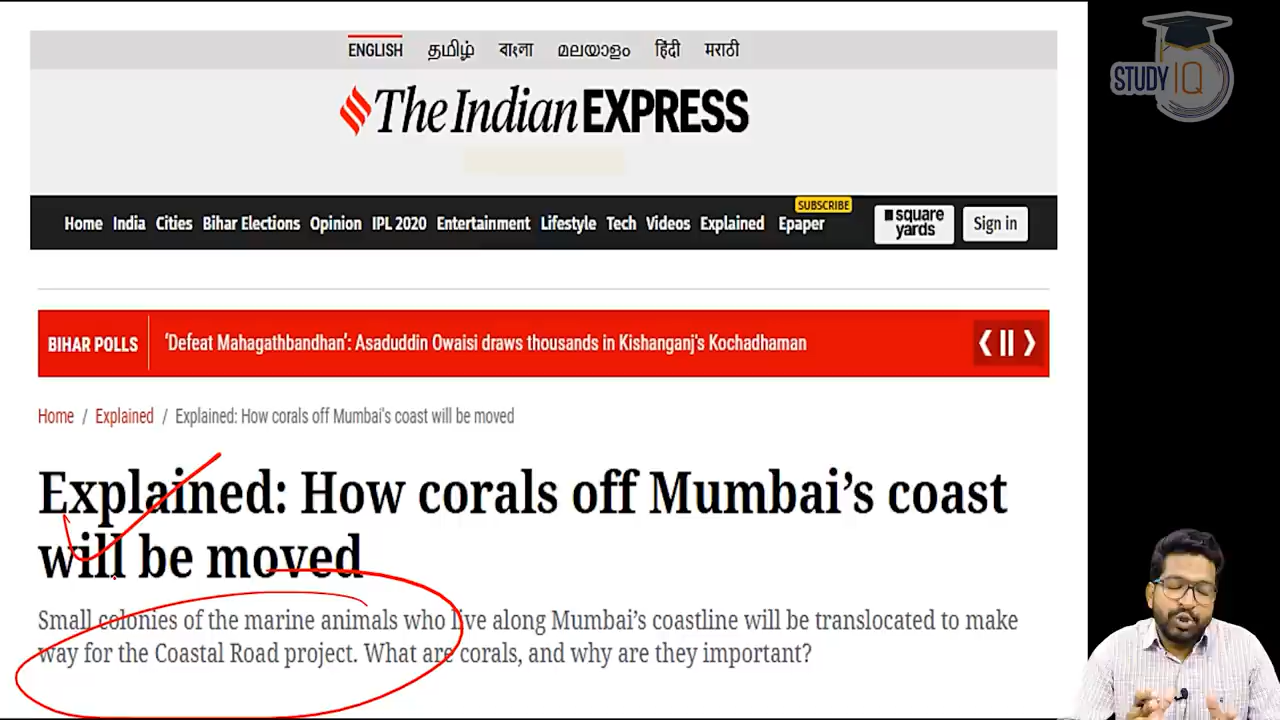 STUDY IQ
ENGLISH தமிழ் বাংলা മലയാളം हिंदी मराठी
The Indian EXPRESS
SUBSCRIBE
Home India Cities Bihar Elections Opinion IPL 2020 Entertainment Lifestyle Tech Videos Explained Epaper
square
yards
Sign in
BIHAR POLLS 'Defeat Mahagathbandhan': Asaduddin Owaisi draws thousands in Kishanganj's Kochadhaman
Home / Explained / Explained: How corals off Mumbai's coast will be moved
Explained: How corals off Mumbai's coast
will be moved
Small colonies of the marine animals who live along Mumbai's coastline will be translocated to make
way for the Coastal Road project. What are corals, and why are they important?